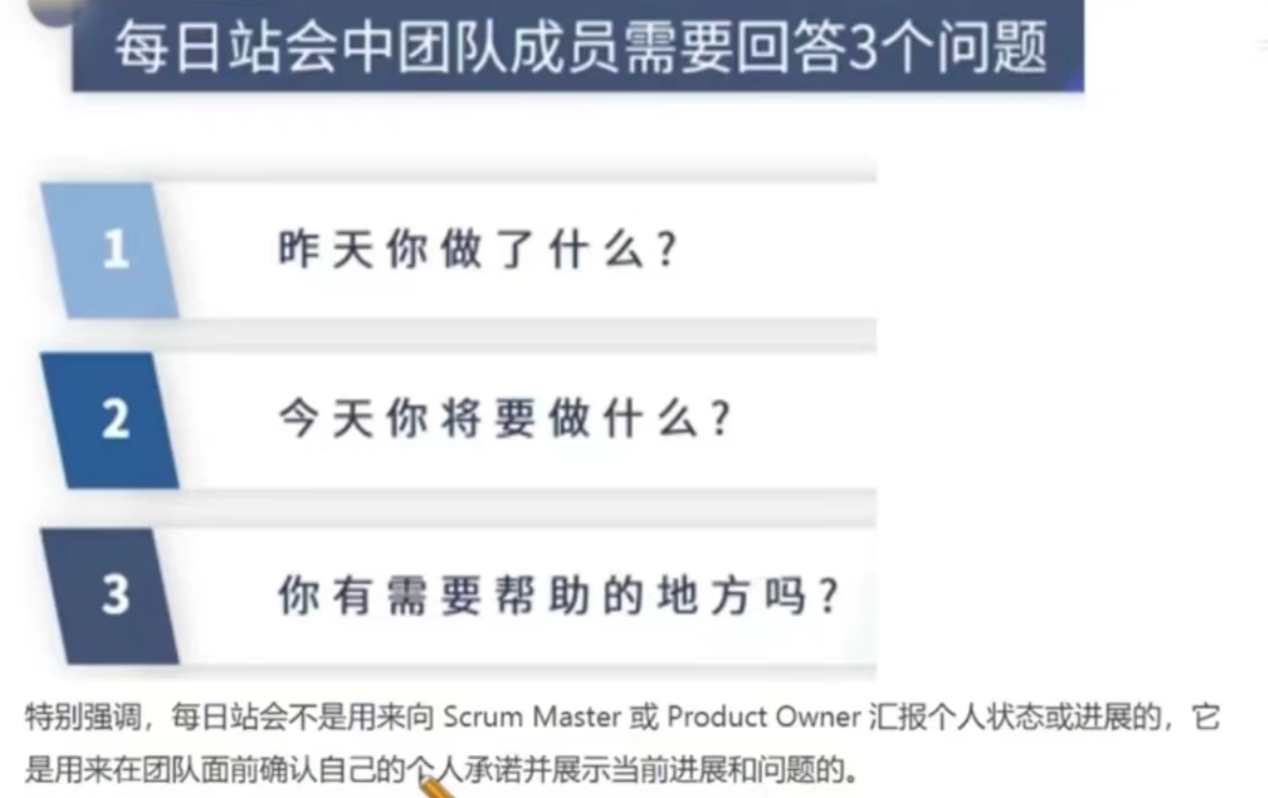 每日站会中团队成员需要回答3个问题
1
昨天你做了什么?
2
今天你将要做什么?
3
你有需要帮助的地方吗?
特别强调，每日站会不是用来向 Scrum Master 或 Product Owner 汇报个人状态或进展的，它
是用来在团队面前确认自己的个人承诺并展示当前进展和问题的。